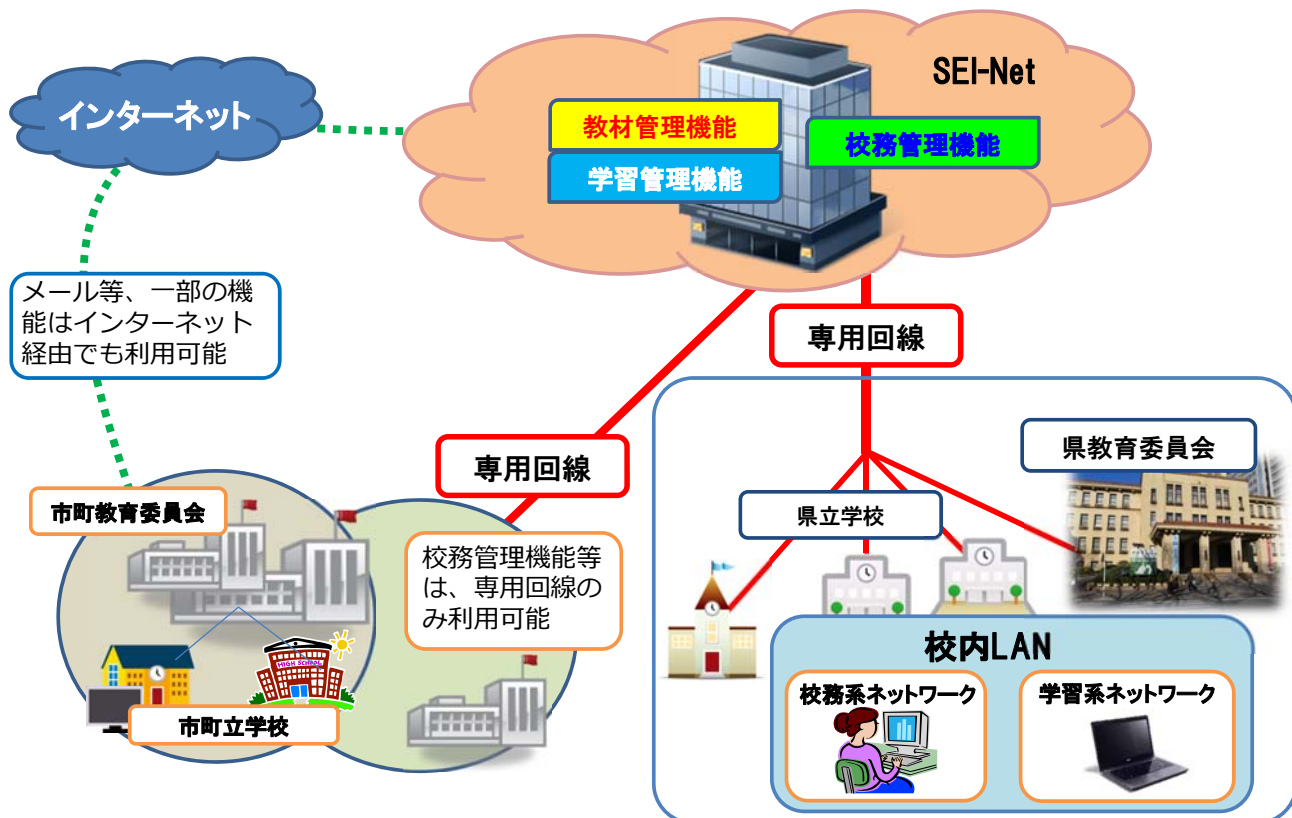 SEI-Net
インターネット
教材管理機能
校務管理機能
学習管理機能
メール等、一部の機
能はインターネット
経由でも利用可能
専用回線
専用回線
県教育委員会
市町教育委員会
県立学校
校務管理機能等
は、専用回線の
み利用可能
HIGH SCHOOL
市町立学校
校内LAN
校務系ネットワーク
学習系ネットワーク